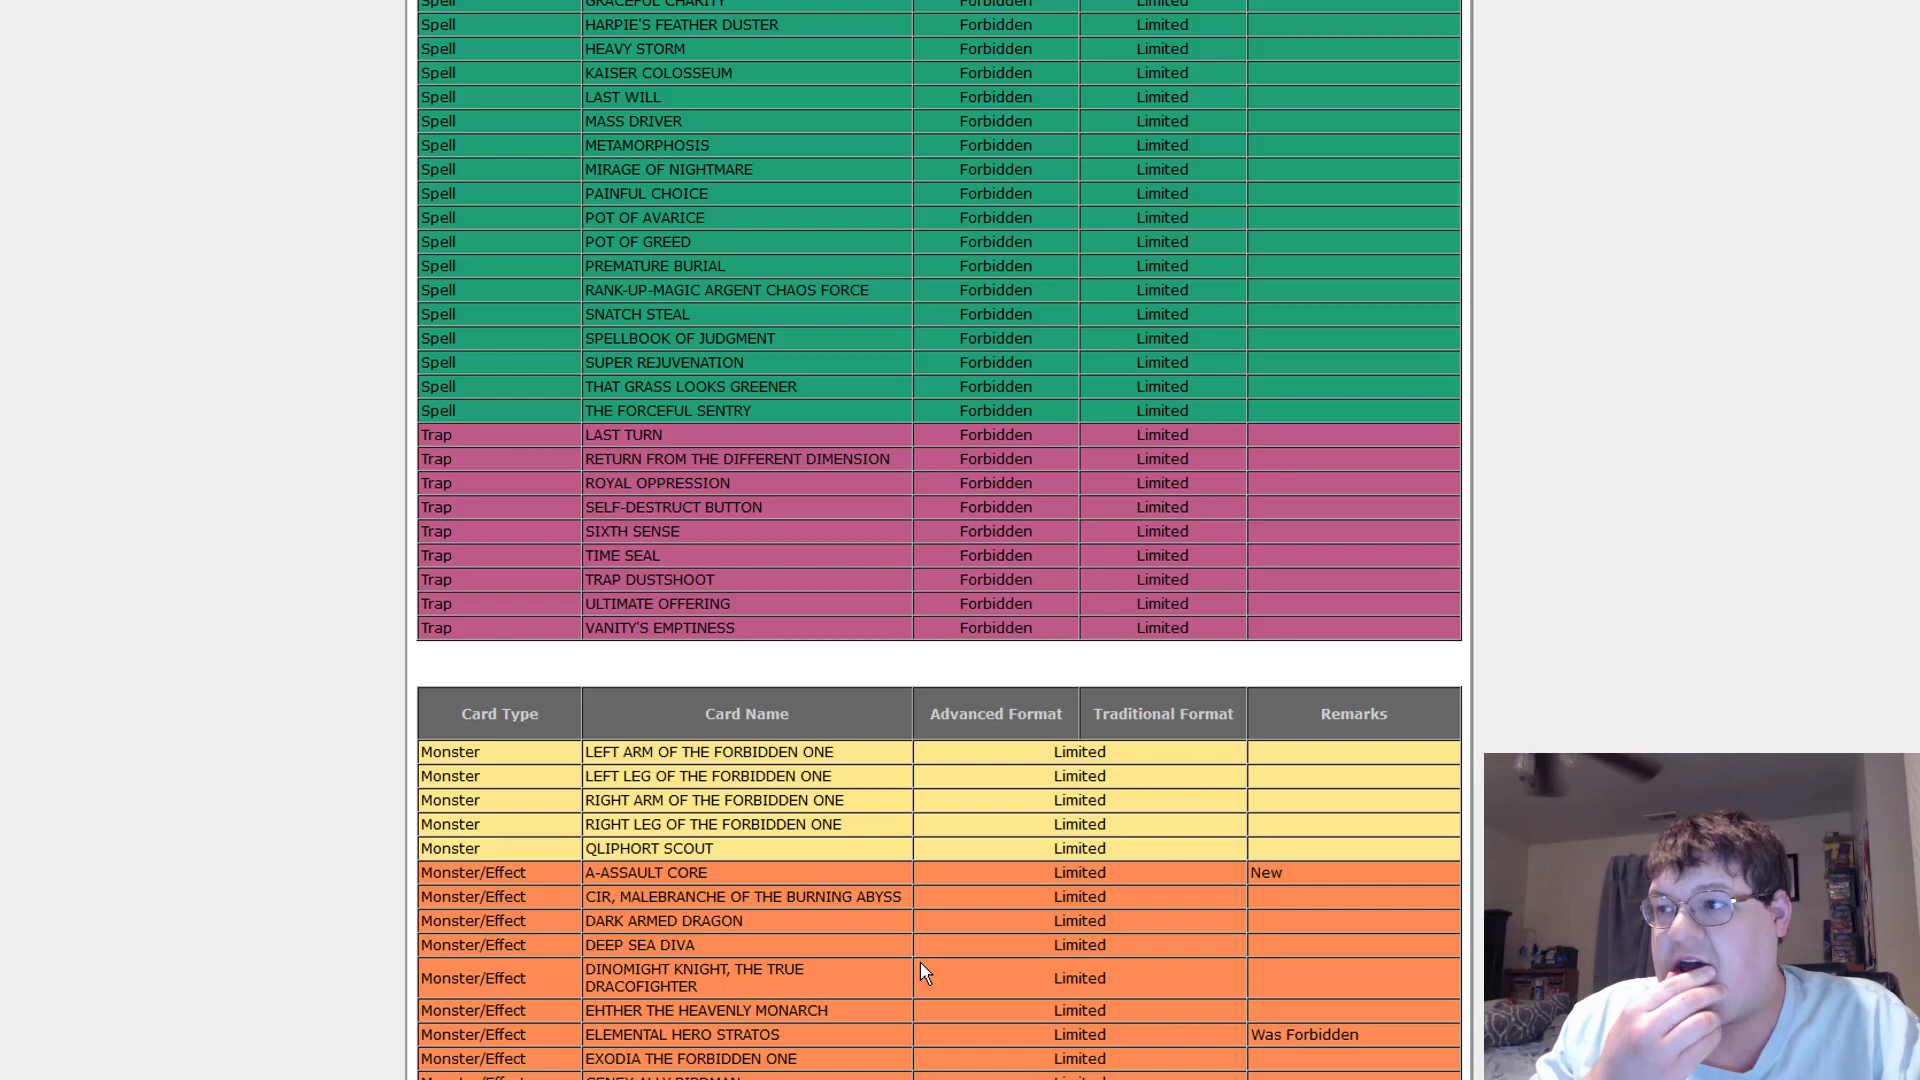 Spell GRACEFUL CHARITY Forbidden Limited
Spell HARPIE'S FEATHER DUSTER Forbidden Limited
Spell HEAVY STORM Forbidden Limited
Spell KAISER COLOSSEUM Forbidden Limited
Spell LAST WILL Forbidden Limited
Spell MASS DRIVER Forbidden Limited
Spell METAMORPHOSIS Forbidden Limited
Spell MIRAGE OF NIGHTMARE Forbidden Limited
Spell PAINFUL CHOICE Forbidden Limited
Spell POT OF AVARICE Forbidden Limited
Spell POT OF GREED Forbidden Limited
Spell PREMATURE BURIAL Forbidden Limited
Spell RANK-UP-MAGIC ARGENT CHAOS FORCE Forbidden Limited
Spell SNATCH STEAL Forbidden Limited
Spell SPELLBOOK OF JUDGMENT Forbidden Limited
Spell SUPER REJUVENATION Forbidden Limited
Spell THAT GRASS LOOKS GREENER Forbidden Limited
Spell THE FORCEFUL SENTRY Forbidden Limited
Trap LAST TURN Forbidden Limited
Trap RETURN FROM THE DIFFERENT DIMENSION Forbidden Limited
Trap ROYAL OPPRESSION Forbidden Limited
Trap SELF-DESTRUCT BUTTON Forbidden Limited
Trap SIXTH SENSE Forbidden Limited
Trap TIME SEAL Forbidden Limited
Trap TRAP DUSTSHOOT Forbidden Limited
Trap ULTIMATE OFFERING Forbidden Limited
Trap VANITY'S EMPTINESS Forbidden Limited
Card Type Card Name Advanced Format Traditional Format Remarks
Monster LEFT ARM OF THE FORBIDDEN ONE Limited
Monster LEFT LEG OF THE FORBIDDEN ONE Limited
Monster RIGHT ARM OF THE FORBIDDEN ONE Limited
Monster RIGHT LEG OF THE FORBIDDEN ONE Limited
Monster QLIPHORT SCOUT Limited
Monster/Effect A-ASSAULT CORE Limited New
Monster/Effect CIR, MALEBRANCHE OF THE BURNING ABYSS Limited
Monster/Effect DARK ARMED DRAGON Limited
Monster/Effect DEEP SEA DIVA Limited
Monster/Effect DINOMIGHT KNIGHT, THE TRUE
DRACOFIGHTER Limited
Monster/Effect EHTHER THE HEAVENLY MONARCH Limited
Monster/Effect ELEMENTAL HERO STRATOS Limited Was Forbidden
Monster/Effect EXODIA THE FORBIDDEN ONE Limited